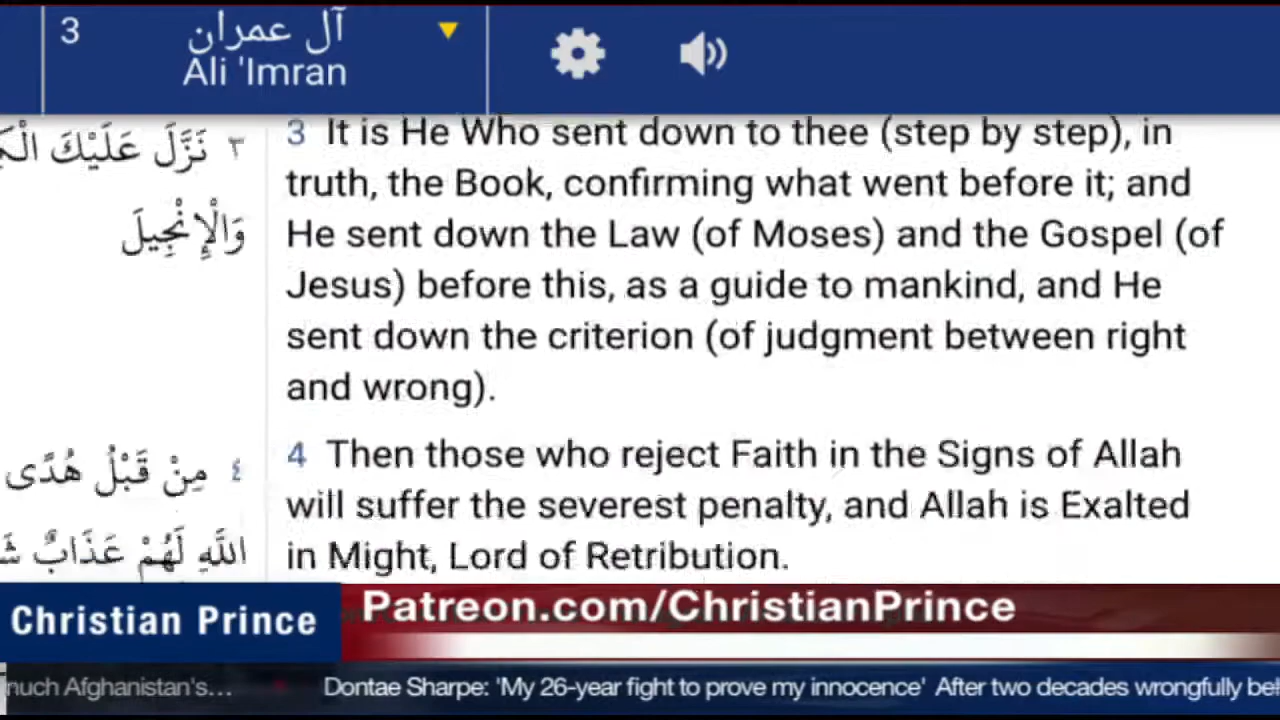 3
آل عمران
Ali 'Imran
3 It is He Who sent down to thee (step by step), in
truth, the Book, confirming what went before it; and
He sent down the Law (of Moses) and the Gospel (of
Jesus) before this, as a guide to mankind, and He
sent down the criterion (of judgment between right
and wrong).
٣ نَزَّلَ عَلَيْكَ
وَالْإِنْجِيلَ
4 Then those who reject Faith in the Signs of Allah
will suffer the severest penalty, and Allah is Exalted
in Might, Lord of Retribution.
٤ مِنْ قَبْلُ هُدًى
اللَّهِ لَهُمْ عَذَابٌ
Christian Prince
Patreon.com/ChristianPrince
Afghanistan's... Dontae Sharpe: 'My 26-year fight to prove my innocence' After two decades wrongfully